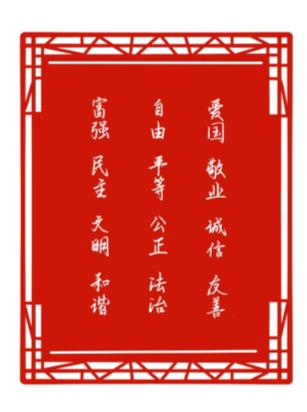 富强 民主 文明 和谐
自由 平等 公正 法治
爱国 敬业 诚信 友善